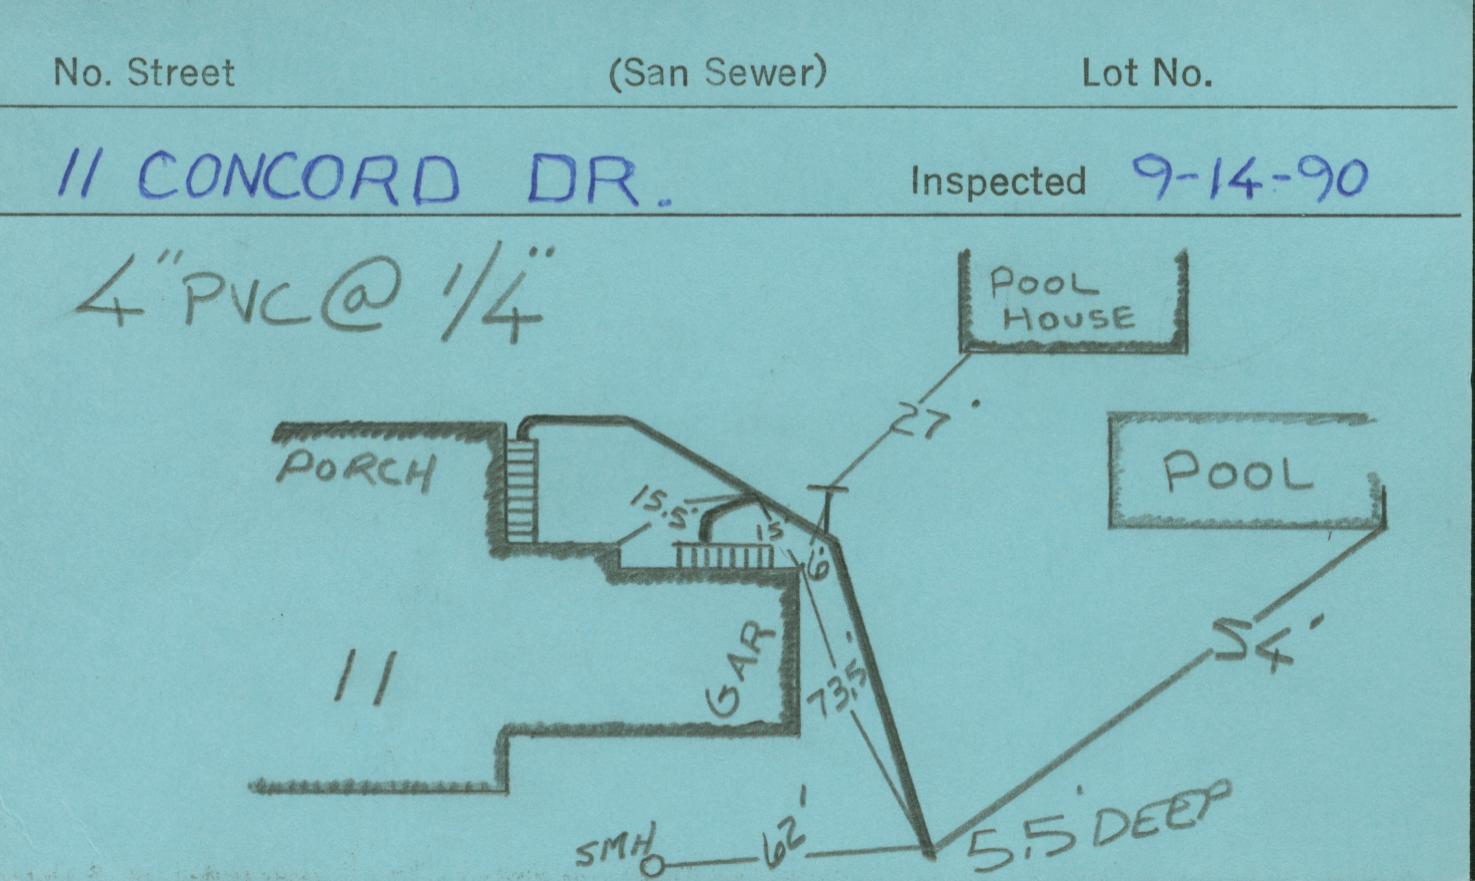 No. Street (San Sewer) Lot No.
11 CONCORD DR. Inspected 9-14-90
4" PVC @ 1/4"
POOL
HOUSE
27'
PORCH
POOL
15.5'
15
6'
54'
11
GAR
73.5'
62'
SMH
5.5' DEEP